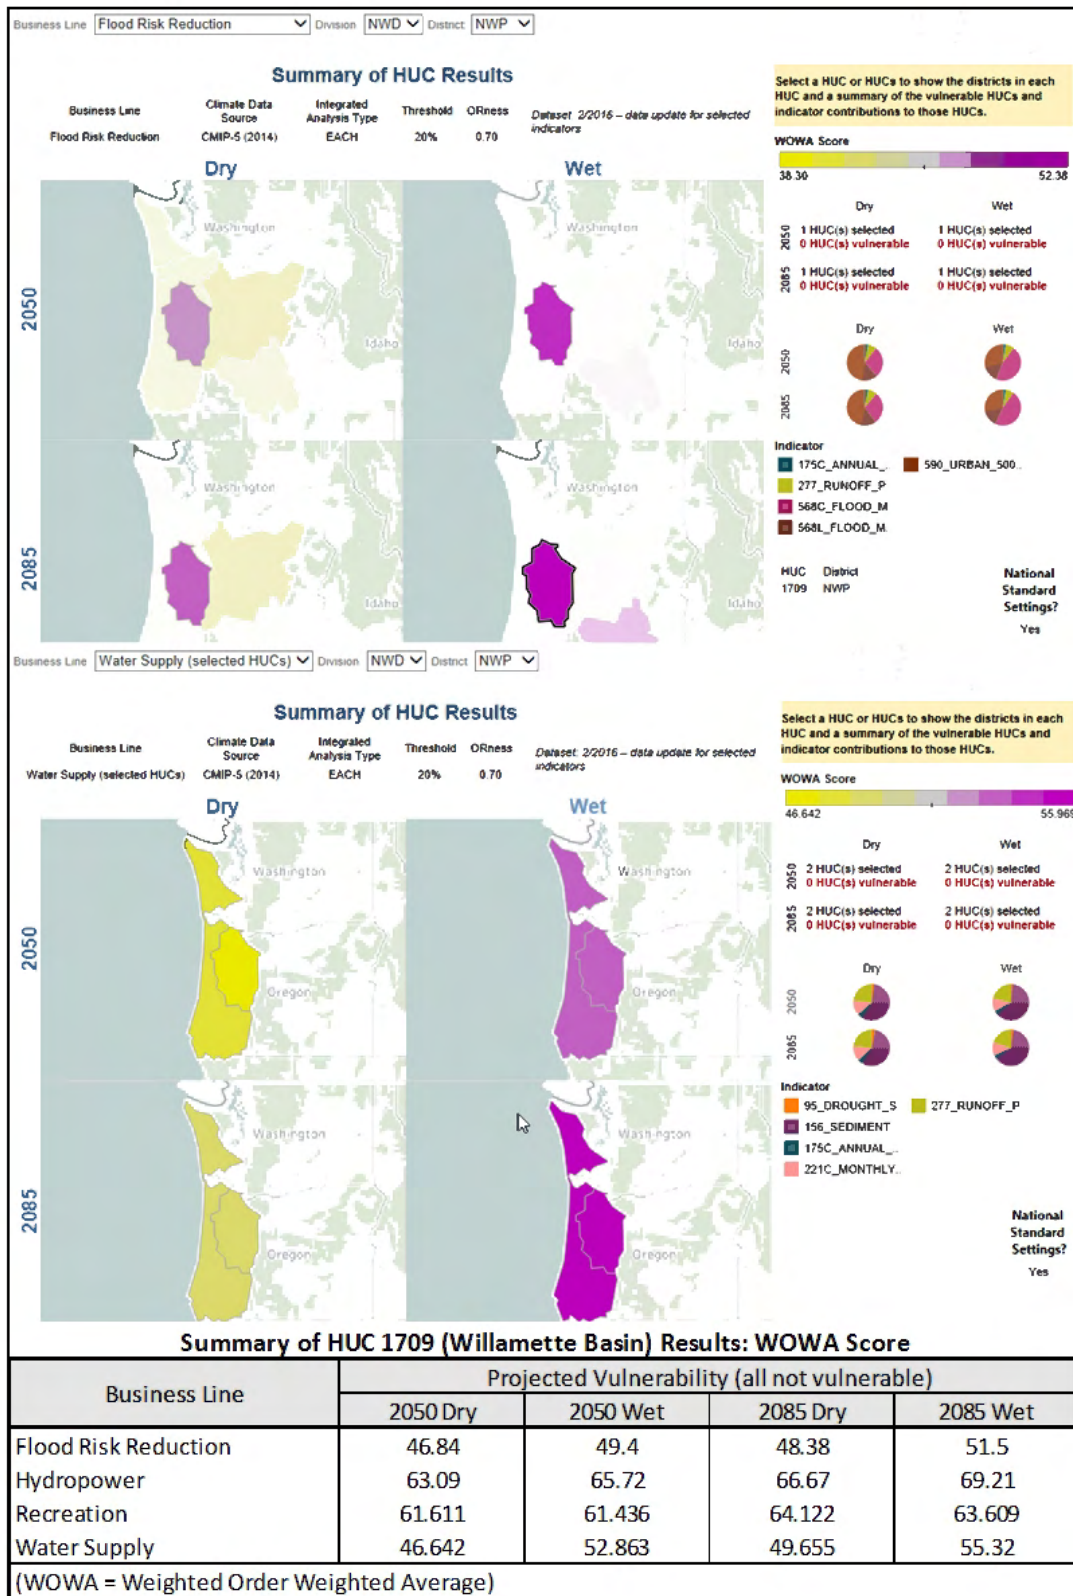 Business Line Flood Risk Reduction Division NWD District NWP
Summary of HUC Results
Business Line Climate Data Source Integrated Analysis Type Threshold ORness
Flood Risk Reduction CMIP-5 (2014) EACH 20% 0.70
Dataset: 2/2016 – data update for selected indicators
Select a HUC or HUCs to show the districts in each
HUC and a summary of the vulnerable HUCs and
indicator contributions to those HUCs.
WOWA Score
38.30 52.38
Dry Wet
2050
Washington
Idaho
Washington
Idaho
2085
Washington
Idaho
Washington
Idaho
Dry Wet
2050 1 HUC(s) selected 1 HUC(s) selected
0 HUC(s) vulnerable 0 HUC(s) vulnerable
2085 1 HUC(s) selected 1 HUC(s) selected
0 HUC(s) vulnerable 0 HUC(s) vulnerable
Dry Wet
2050
2085
Indicator
175C_ANNUAL_.. 590_URBAN_500..
277_RUNOFF_P
568C_FLOOD_M
568L_FLOOD_M.
HUC District
1709 NWP
National
Standard
Settings?
Yes
Business Line Water Supply (selected HUCs) Division NWD District NWP
Summary of HUC Results
Business Line Climate Data Source Integrated Analysis Type Threshold ORness
Water Supply (selected HUCs) CMIP-5 (2014) EACH 20% 0.70
Dataset: 2/2016 – data update for selected indicators
Select a HUC or HUCs to show the districts in each
HUC and a summary of the vulnerable HUCs and
indicator contributions to those HUCs.
WOWA Score
46.642 55.969
Dry Wet
2050
Washington
Oregon
Washington
Oregon
2085
Washington
Oregon
Washington
Oregon
Dry Wet
2050 2 HUC(s) selected 2 HUC(s) selected
0 HUC(s) vulnerable 0 HUC(s) vulnerable
2085 2 HUC(s) selected 2 HUC(s) selected
0 HUC(s) vulnerable 0 HUC(s) vulnerable
Dry Wet
2050
2085
Indicator
95_DROUGHT_S 277_RUNOFF_P
156_SEDIMENT
175C_ANNUAL_..
221C_MONTHLY..
National
Standard
Settings?
Yes
Summary of HUC 1709 (Willamette Basin) Results: WOWA Score
Business Line Projected Vulnerability (all not vulnerable)
2050 Dry 2050 Wet 2085 Dry 2085 Wet
Flood Risk Reduction 46.84 49.4 48.38 51.5
Hydropower 63.09 65.72 66.67 69.21
Recreation 61.611 61.436 64.122 63.609
Water Supply 46.642 52.863 49.655 55.32
(WOWA = Weighted Order Weighted Average)